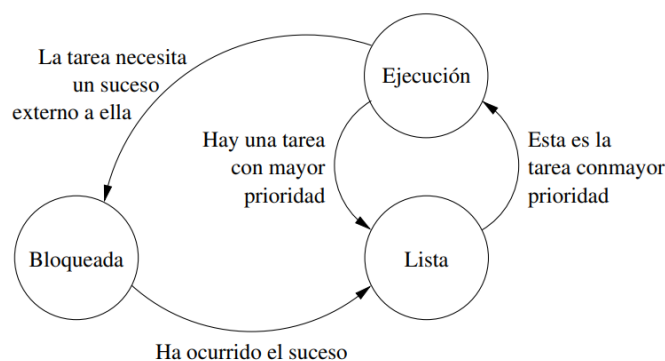 La tarea necesita
un suceso
externo a ella
Ejecución
Hay una tarea
con mayor
prioridad
Esta es la
tarea conmayor
prioridad
Bloqueada
Lista
Ha ocurrido el suceso